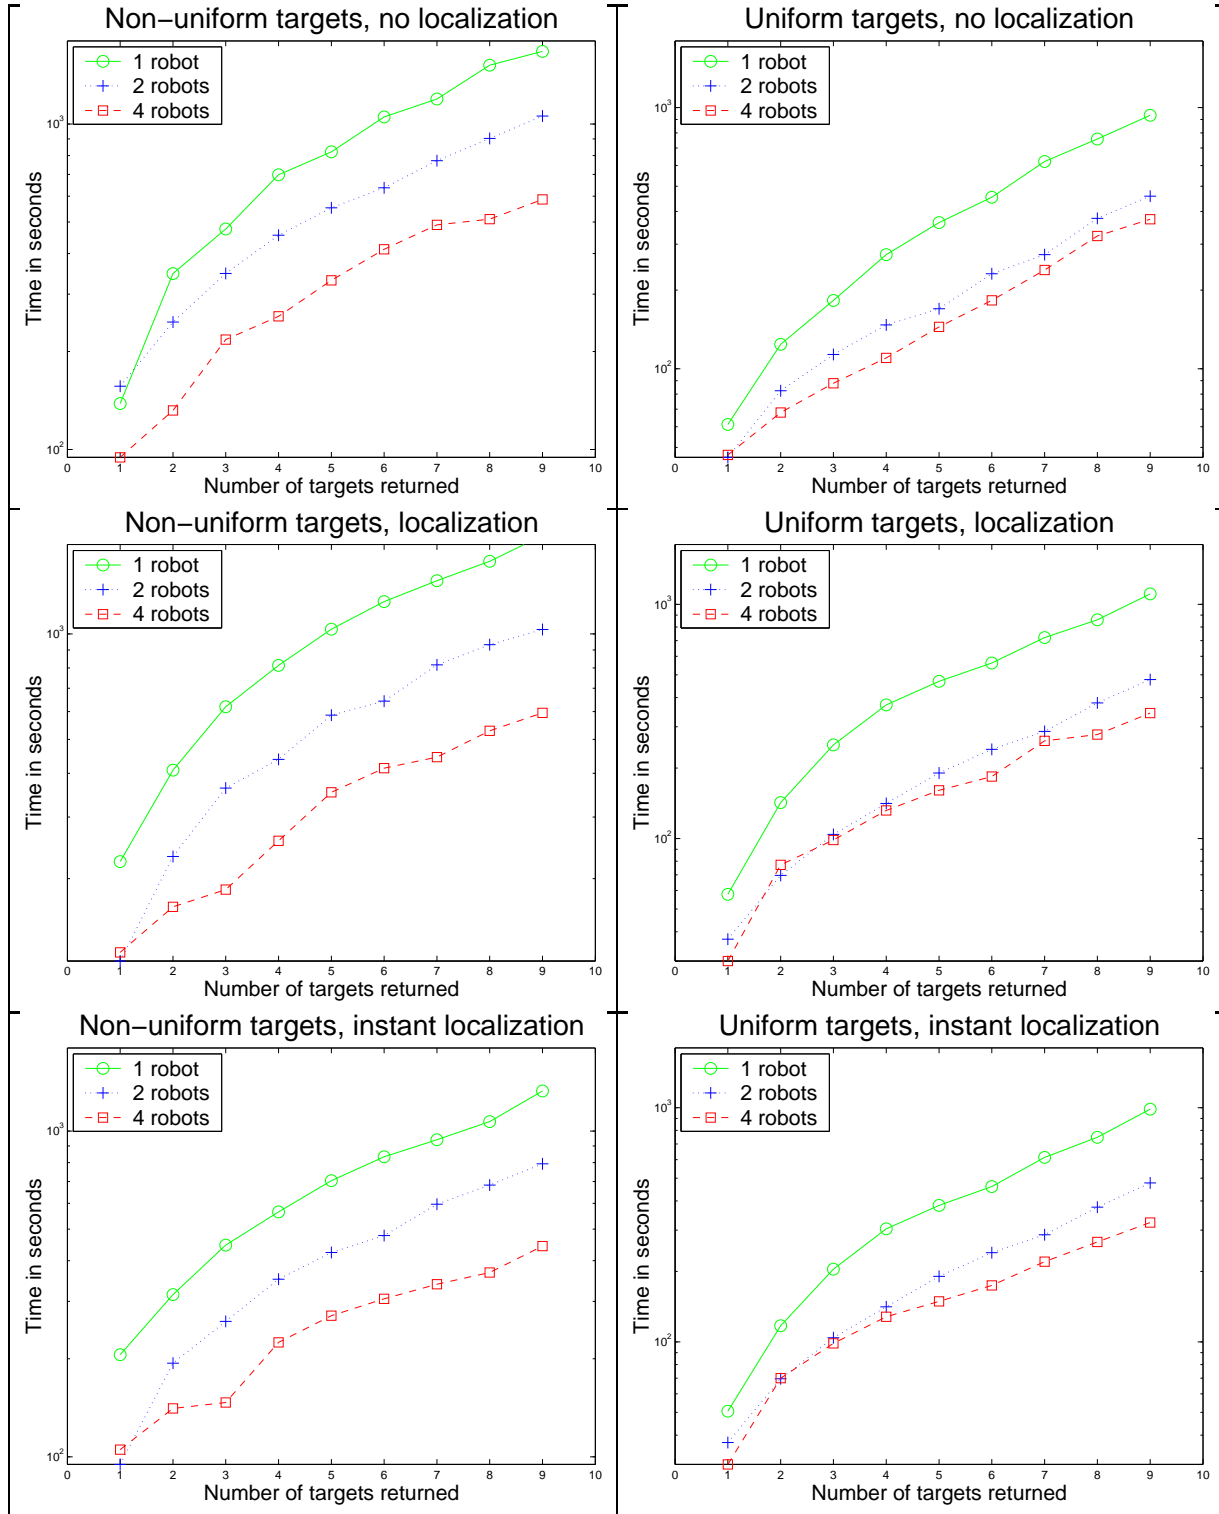 Non−uniform targets, no localization
1 robot
2 robots
4 robots
10^3
10^2
Time in seconds
0 1 2 3 4 5 6 7 8 9 10
Number of targets returned
Uniform targets, no localization
1 robot
2 robots
4 robots
10^3
10^2
Time in seconds
0 1 2 3 4 5 6 7 8 9 10
Number of targets returned
Non−uniform targets, localization
1 robot
2 robots
4 robots
10^3
Time in seconds
0 1 2 3 4 5 6 7 8 9 10
Number of targets returned
Uniform targets, localization
1 robot
2 robots
4 robots
10^3
10^2
Time in seconds
0 1 2 3 4 5 6 7 8 9 10
Number of targets returned
Non−uniform targets, instant localization
1 robot
2 robots
4 robots
10^3
10^2
Time in seconds
0 1 2 3 4 5 6 7 8 9 10
Number of targets returned
Uniform targets, instant localization
1 robot
2 robots
4 robots
10^3
10^2
Time in seconds
0 1 2 3 4 5 6 7 8 9 10
Number of targets returned